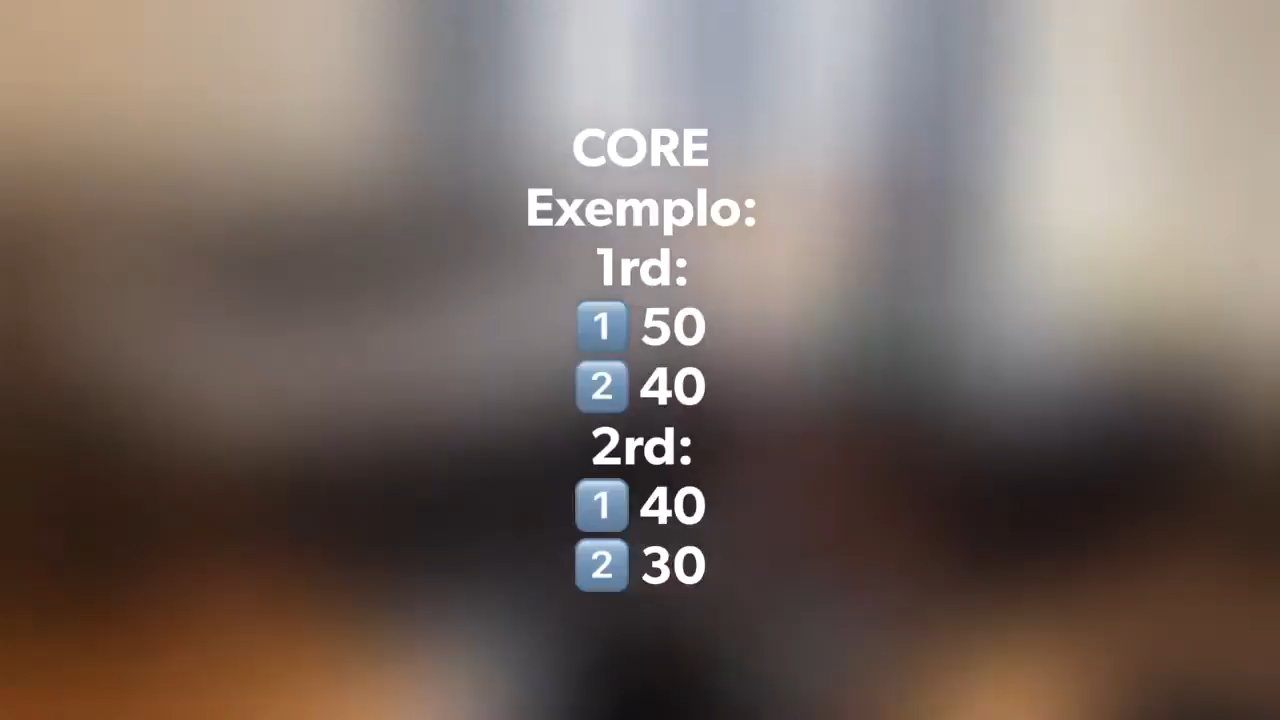 CORE
Exemplo:
1rd:
1️⃣ 50
2️⃣ 40
2rd:
1️⃣ 40
2️⃣ 30